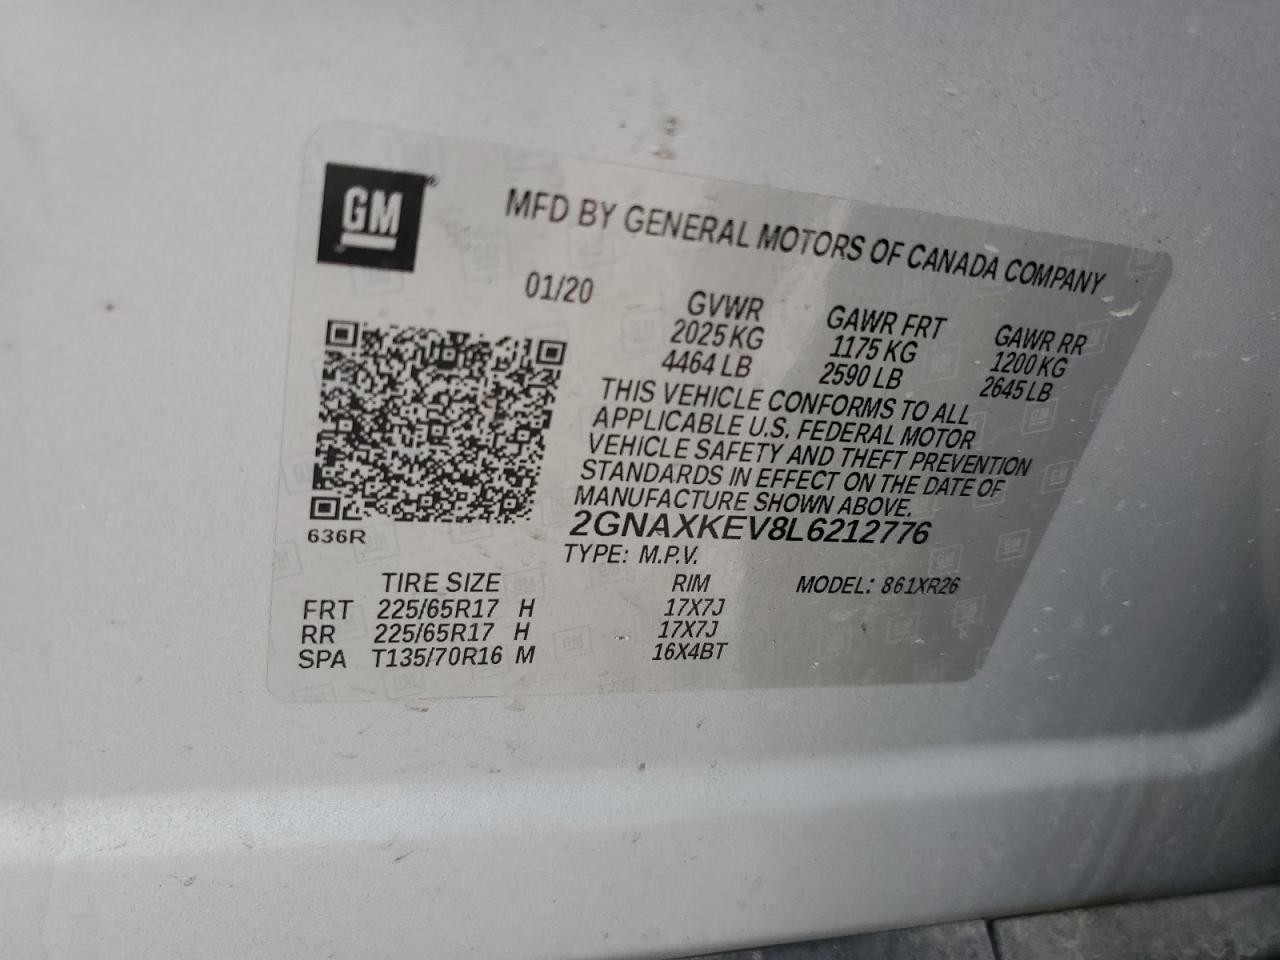 GM
MFD BY GENERAL MOTORS OF CANADA COMPANY
01/20
GVWR GAWR FRT GAWR RR
2025 KG 1175 KG 1200 KG
4464 LB 2590 LB 2645 LB
THIS VEHICLE CONFORMS TO ALL
APPLICABLE U.S. FEDERAL MOTOR
VEHICLE SAFETY AND THEFT PREVENTION
STANDARDS IN EFFECT ON THE DATE OF
MANUFACTURE SHOWN ABOVE.
2GNAXKEV8L6212776
636R
TYPE: M.P.V.
TIRE SIZE RIM MODEL: 861XR26
FRT 225/65R17 H 17X7J
RR 225/65R17 H 17X7J
SPA T135/70R16 M 16X4BT